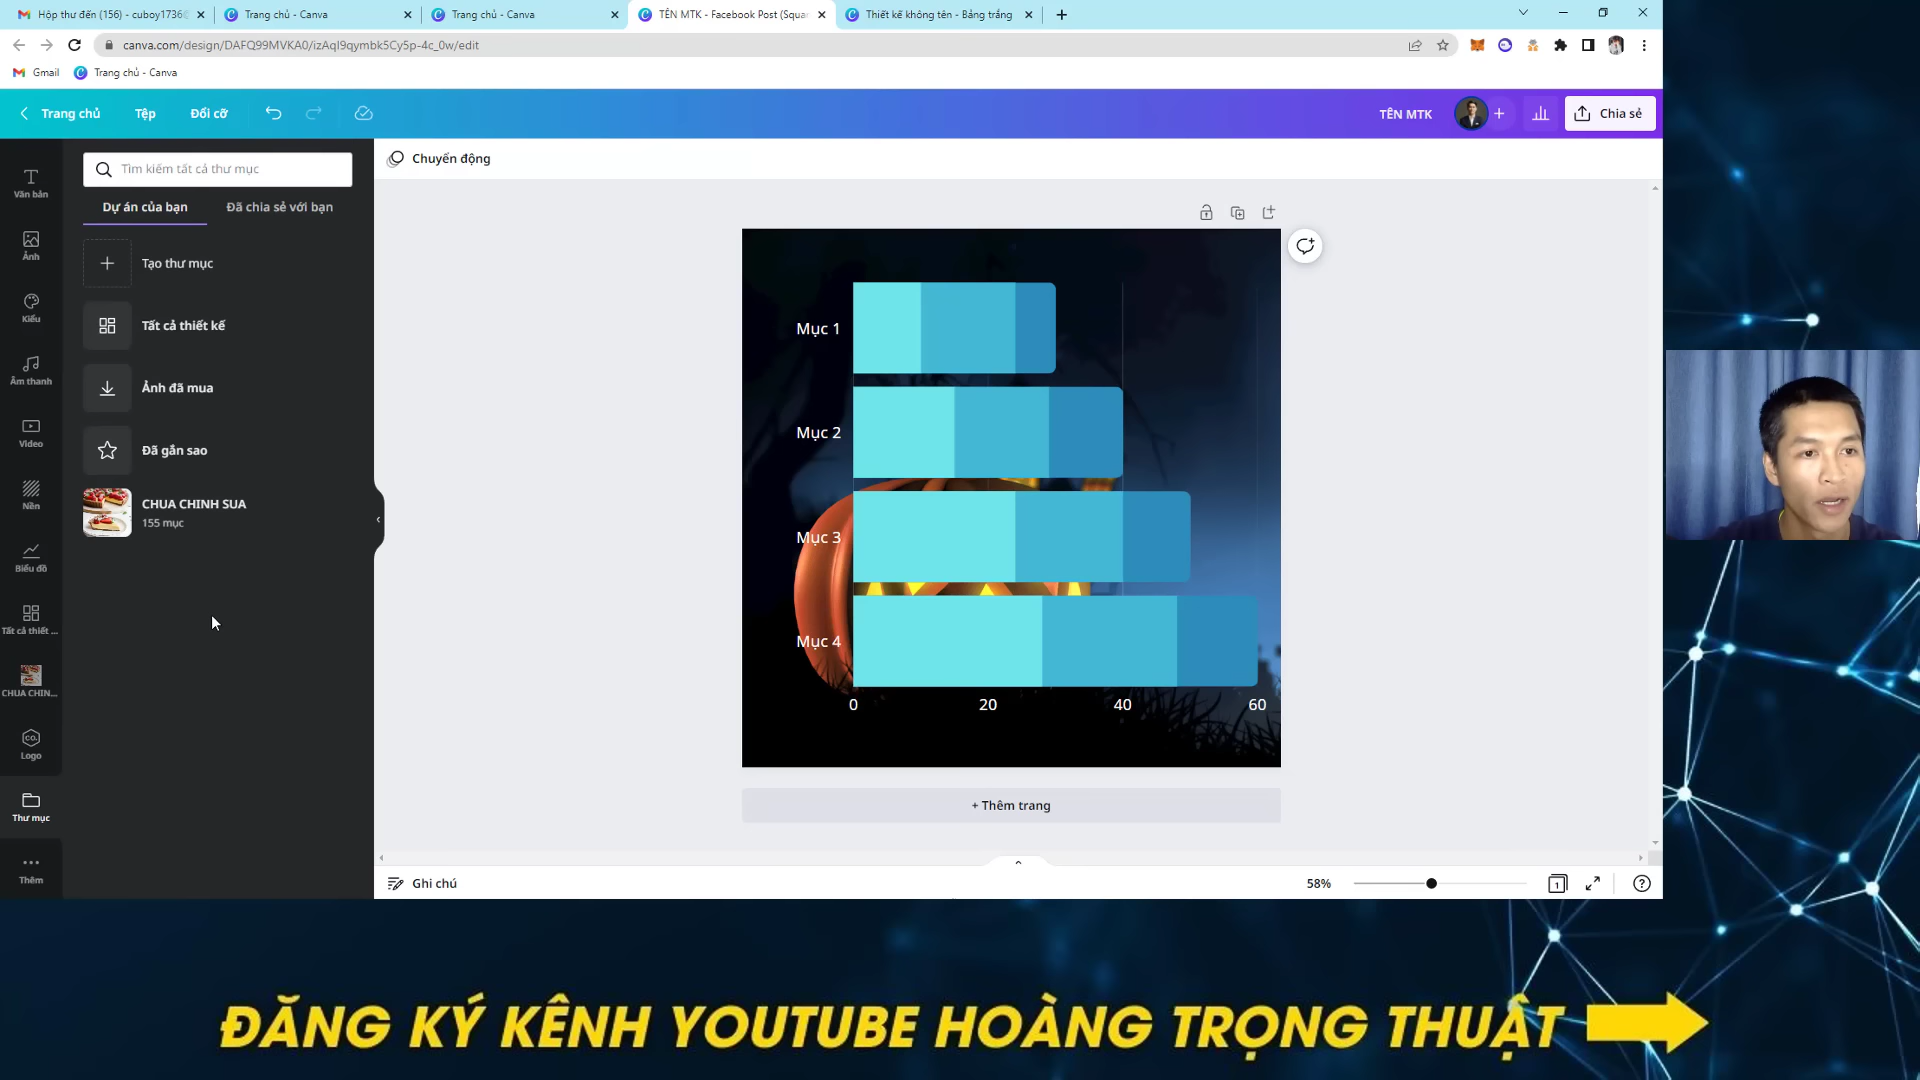 Hộp thư đến (156) - cuboy1736
Trang chủ - Canva
Trang chủ - Canva
TÊN MTK - Facebook Post (Squar
Thiết kế không tên - Bảng trắng
canva.com/design/DAFQ99MVKA0/izAqI9qymbk5Cy5p-4c_0w/edit
Gmail
Trang chủ - Canva
Trang chủ
Tệp
Đổi cỡ
TÊN MTK
Chia sẻ
Văn bản
Ảnh
Kiểu
Âm thanh
Video
Nền
Biểu đồ
Tất cả thiết ...
CHUA CHIN...
CO.
Logo
Thư mục
Thêm
Tìm kiếm tất cả thư mục
Dự án của bạn
Đã chia sẻ với bạn
Tạo thư mục
Tất cả thiết kế
Ảnh đã mua
Đã gắn sao
CHUA CHINH SUA
155 mục
Chuyển động
Mục 1
Mục 2
Mục 3
Mục 4
0 20 40 60
+ Thêm trang
Ghi chú
58%
1
ĐĂNG KÝ KÊNH YOUTUBE HOÀNG TRỌNG THUẬT